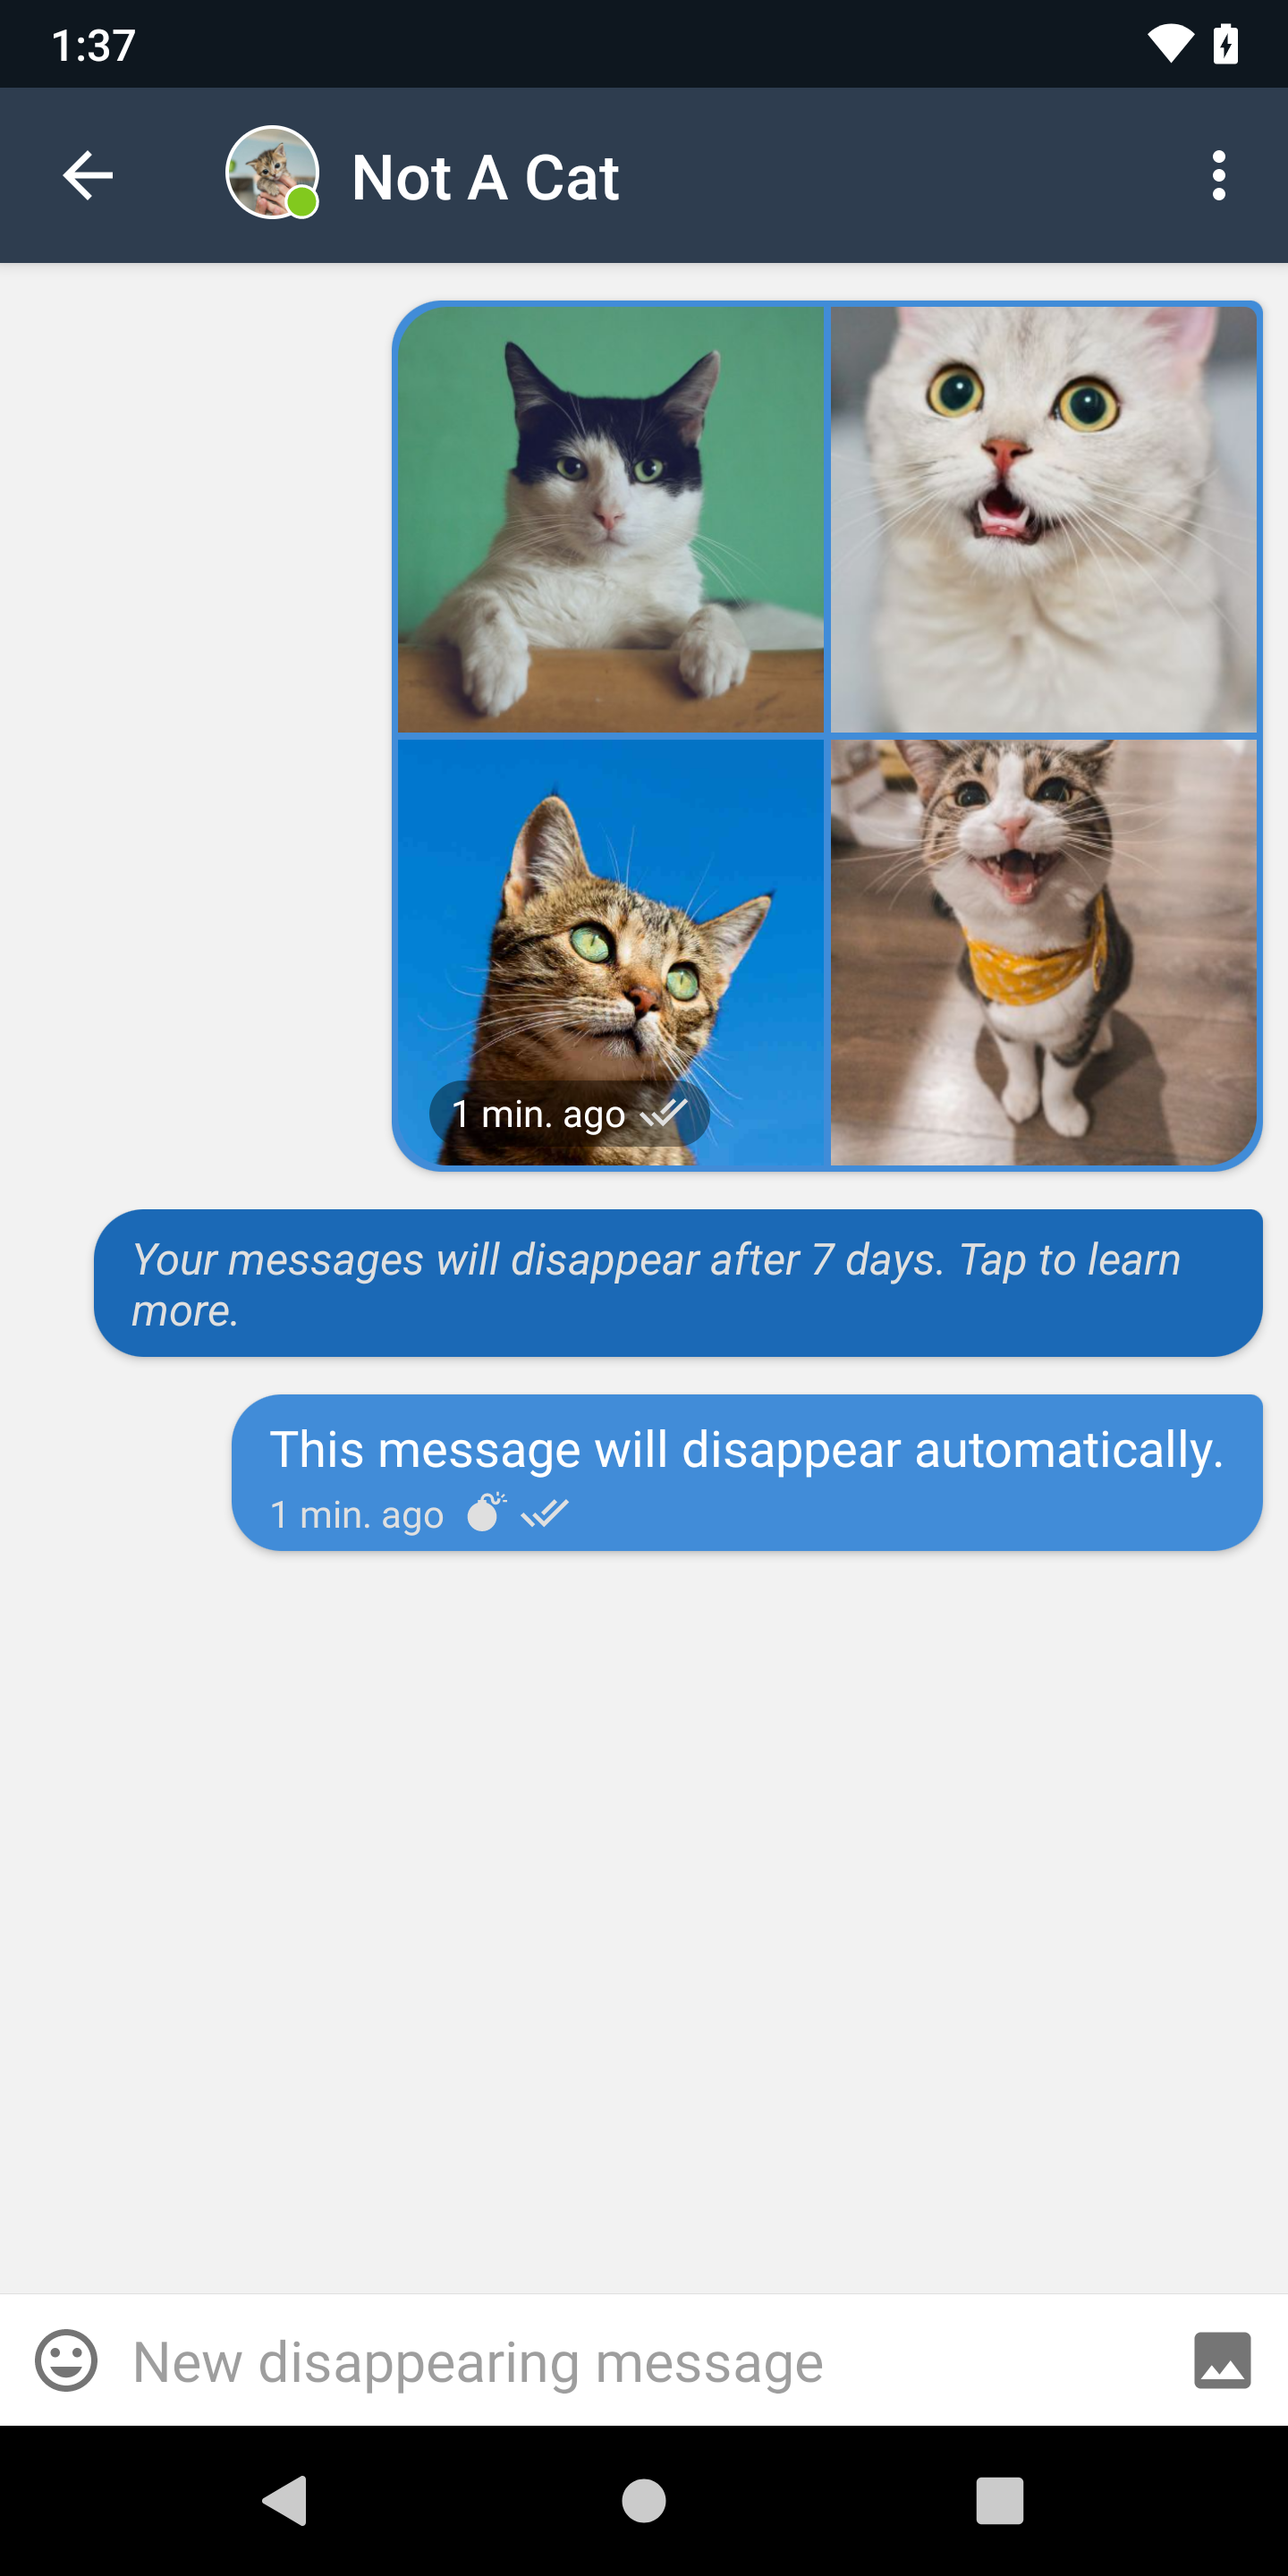 1:37
Not A Cat
1 min. ago
Your messages will disappear after 7 days. Tap to learn
more.
This message will disappear automatically.
1 min. ago
New disappearing message